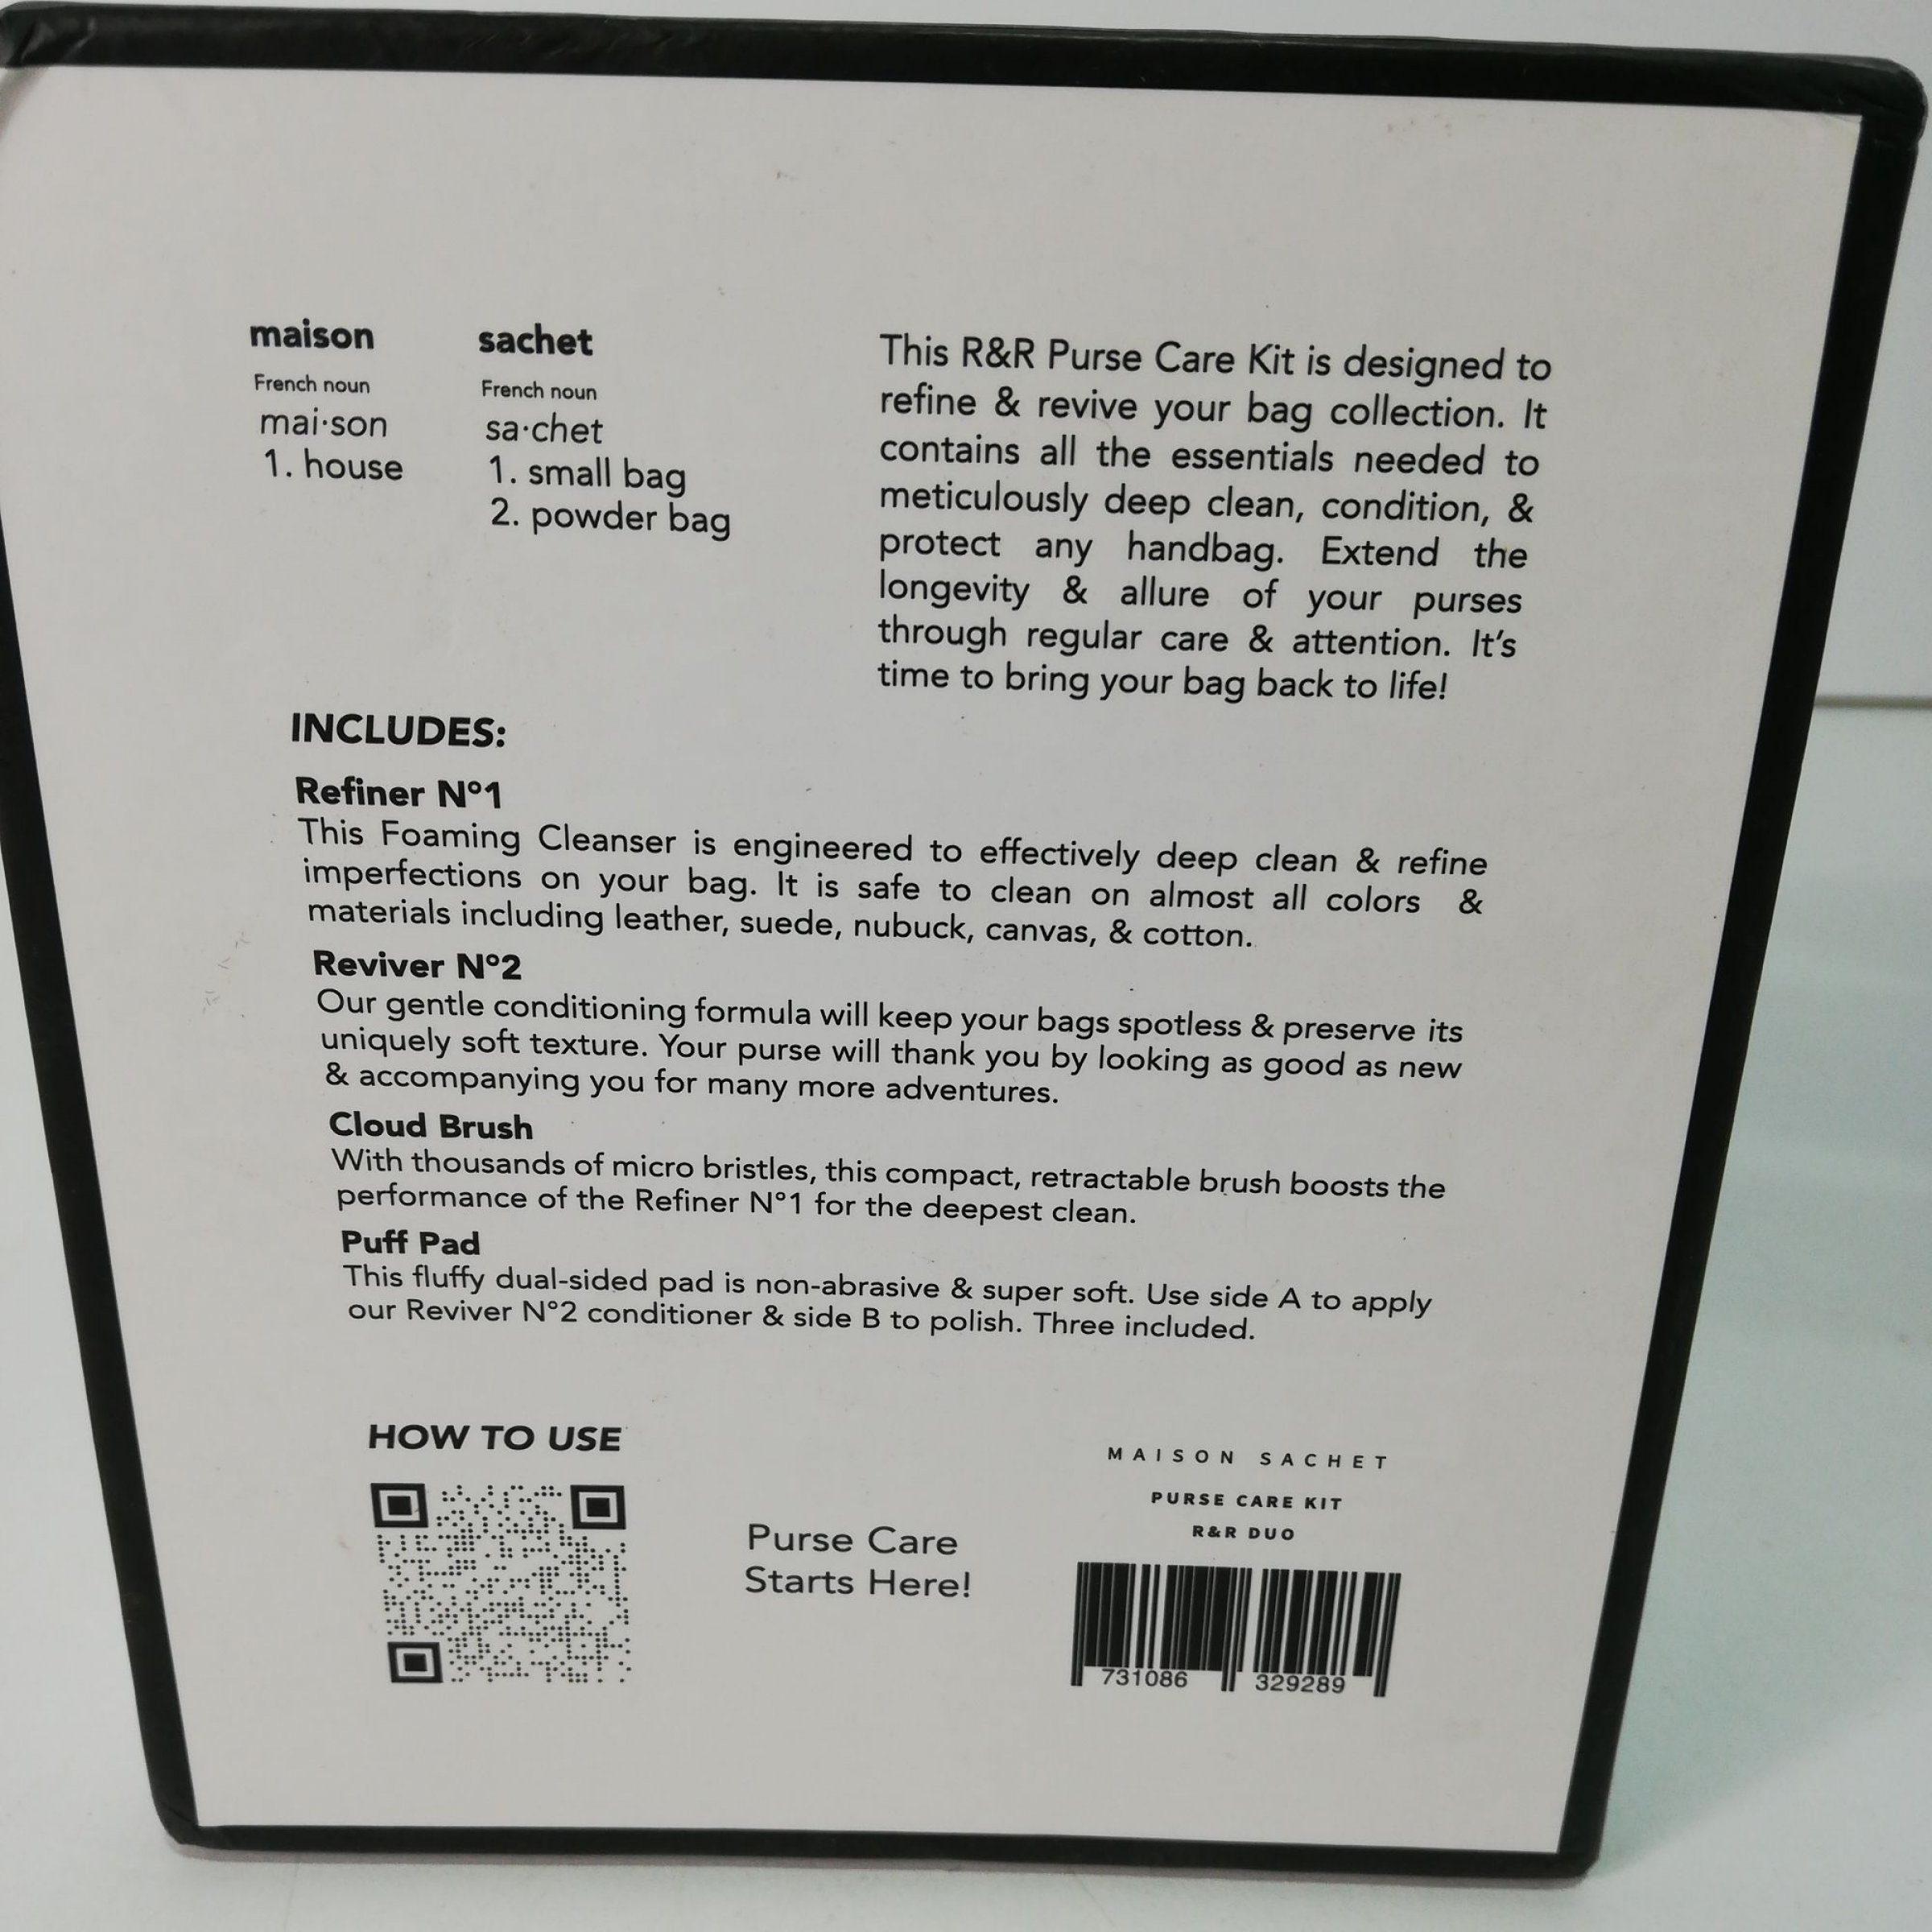 maison
French noun
mai·son
1. house
sachet
French noun
sa·chet
1. small bag
2. powder bag
This R&R Purse Care Kit is designed to
refine & revive your bag collection. It
contains all the essentials needed to
meticulously deep clean, condition, &
protect any handbag. Extend the
longevity & allure of your purses
through regular care & attention. It's
time to bring your bag back to life!
INCLUDES:
Refiner N°1
This Foaming Cleanser is engineered to effectively deep clean & refine
imperfections on your bag. It is safe to clean on almost all colors &
materials including leather, suede, nubuck, canvas, & cotton.
Reviver N°2
Our gentle conditioning formula will keep your bags spotless & preserve its
uniquely soft texture. Your purse will thank you by looking as good as new
& accompanying you for many more adventures.
Cloud Brush
With thousands of micro bristles, this compact, retractable brush boosts the
performance of the Refiner N°1 for the deepest clean.
Puff Pad
This fluffy dual-sided pad is non-abrasive & super soft. Use side A to apply
our Reviver N°2 conditioner & side B to polish. Three included.
HOW TO USE
Purse Care
Starts Here!
MAISON SACHET
PURSE CARE KIT
R&R DUO
731086 329289